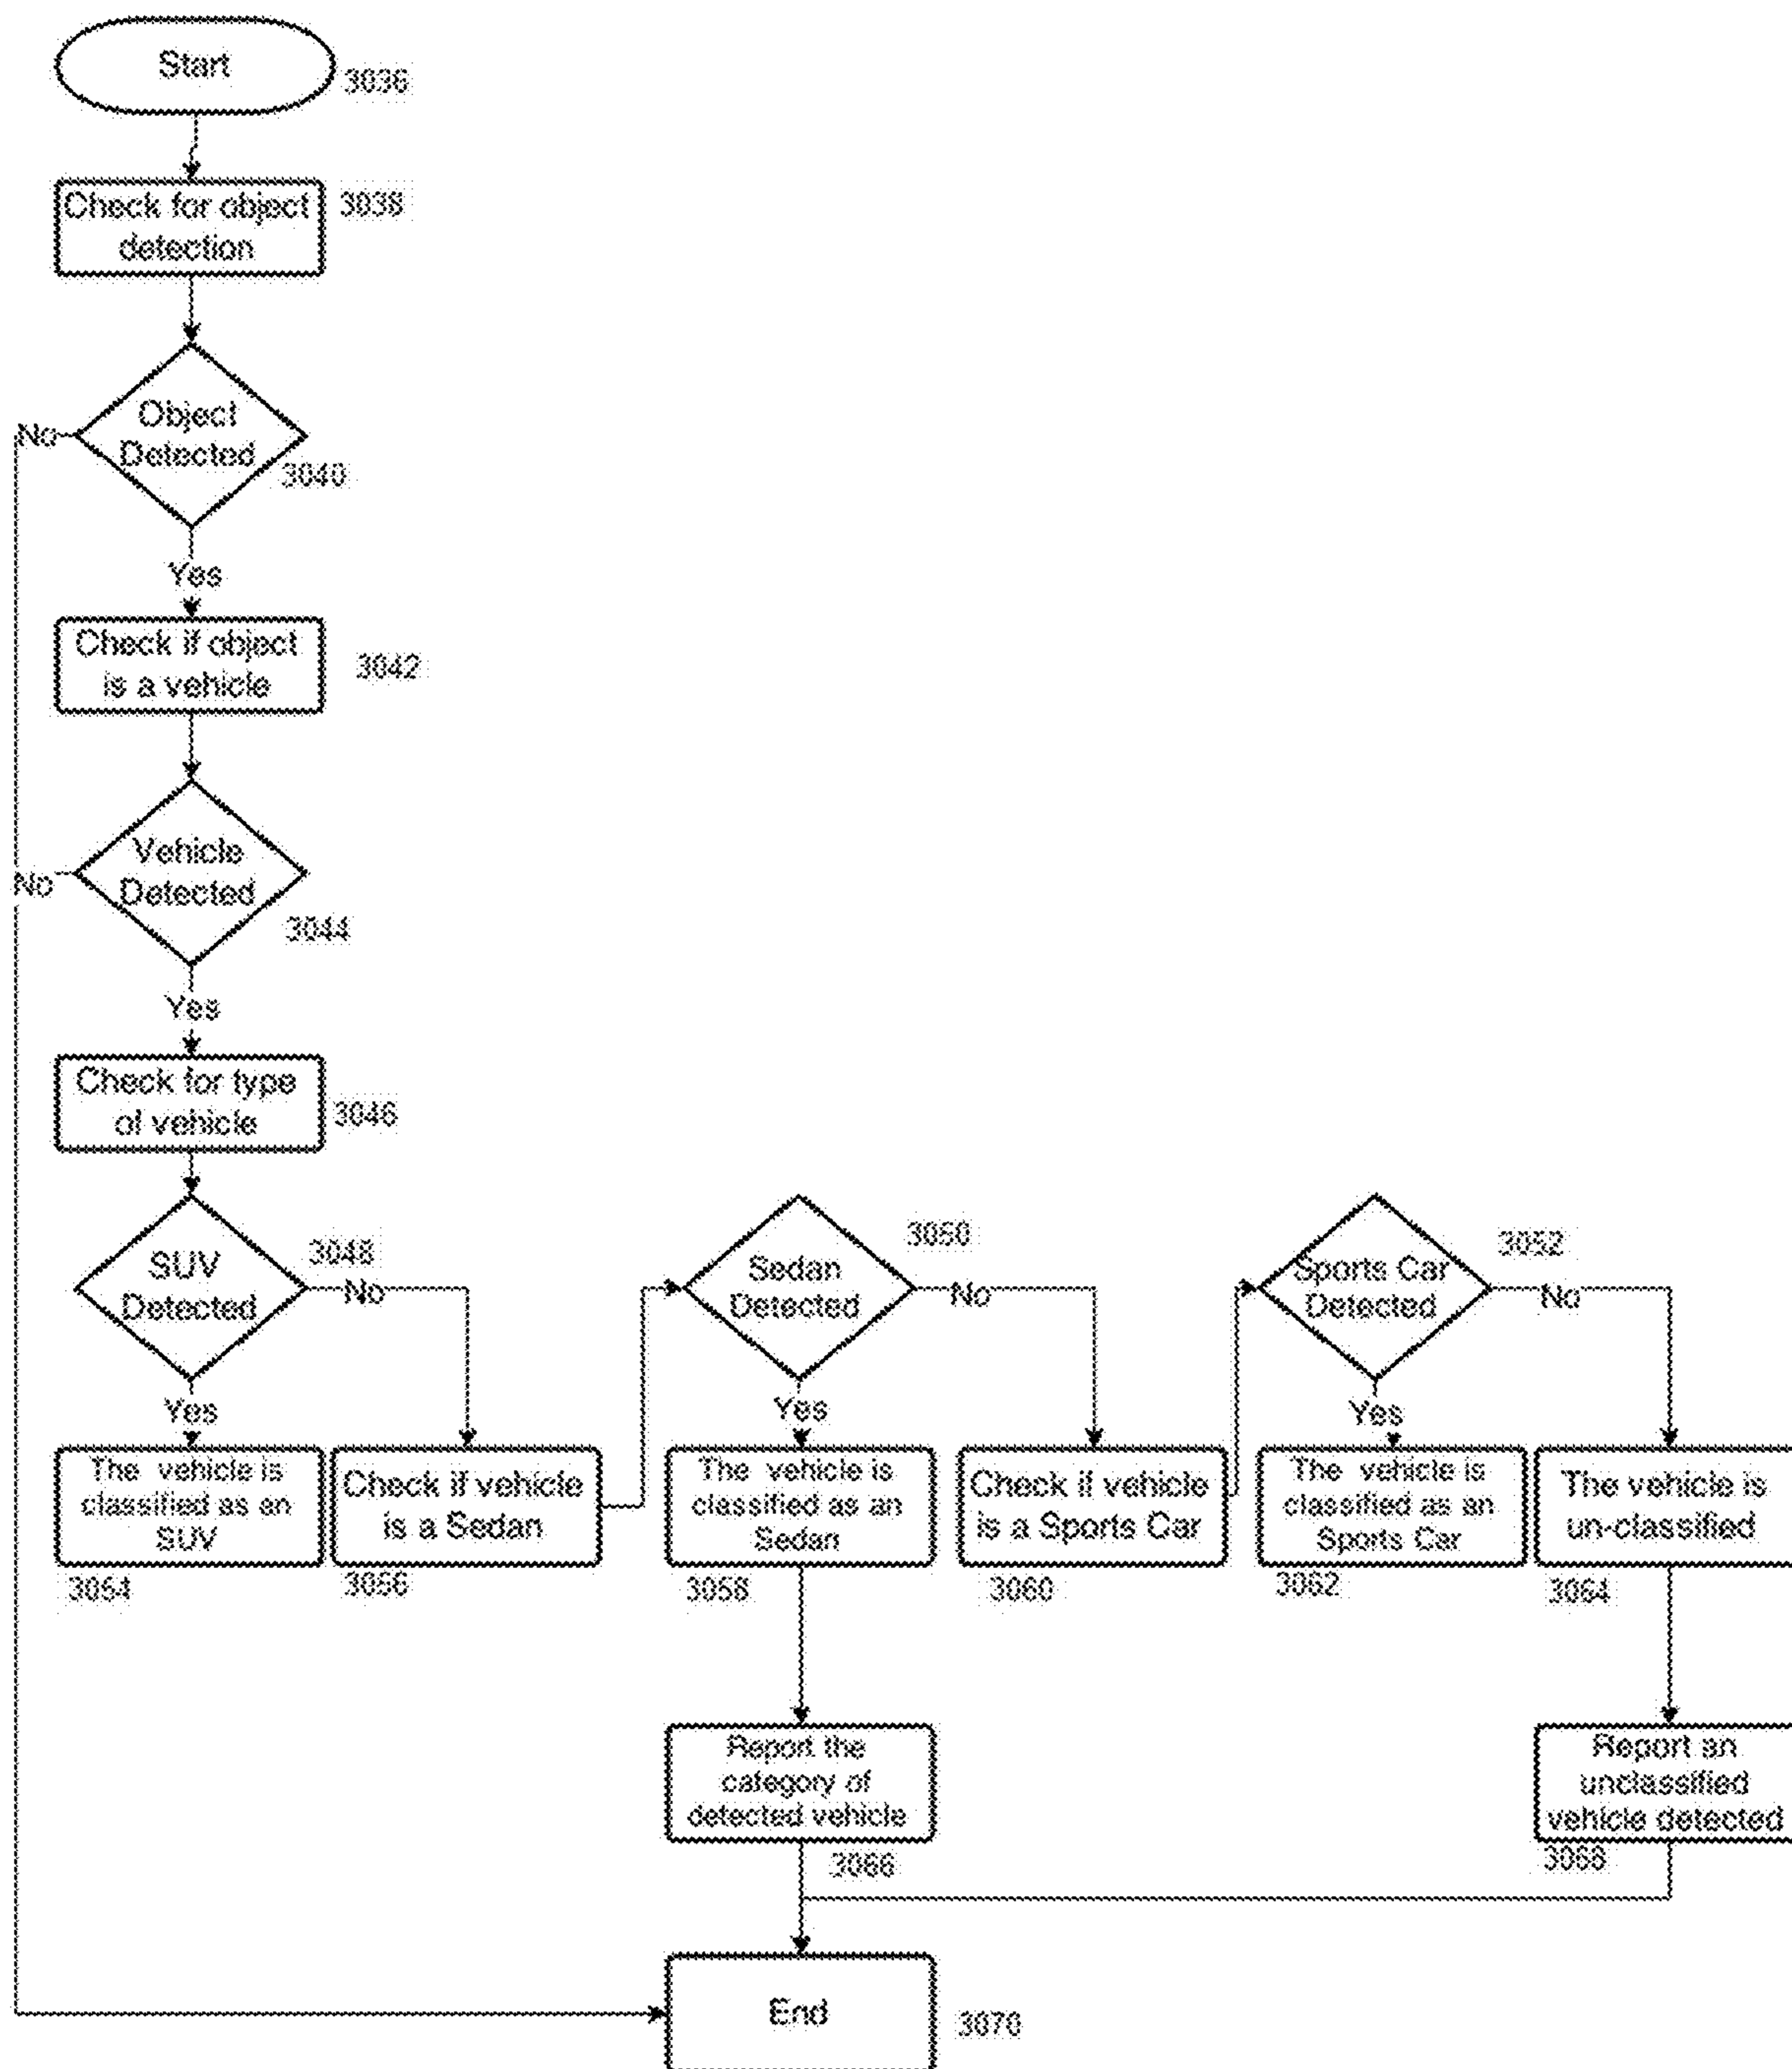 Start
3036
Check for object
detection
3038
Object
Detected
No
3040
Yes
Check if object
is a vehicle
3042
Vehicle
Detected
No
3044
Yes
Check for type
of vehicle
3046
SUV
Detected
3048
No
Yes
Sedan
Detected
3050
No
Yes
Sports Car
Detected
3052
No
Yes
The vehicle is
classified as an
SUV
3054
Check if vehicle
is a Sedan
3056
The vehicle is
classified as an
Sedan
3058
Check if vehicle
is a Sports Car
3060
The vehicle is
classified as an
Sports Car
3062
The vehicle is
un-classified
3064
Report the
category of
detected vehicle
3066
Report an
unclassified
vehicle detected
3068
End
3070